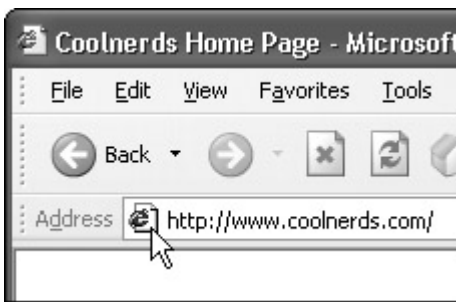 Coolnerds Home Page - Microsoft
File Edit View Favorites Tools
Back
Address http://www.coolnerds.com/